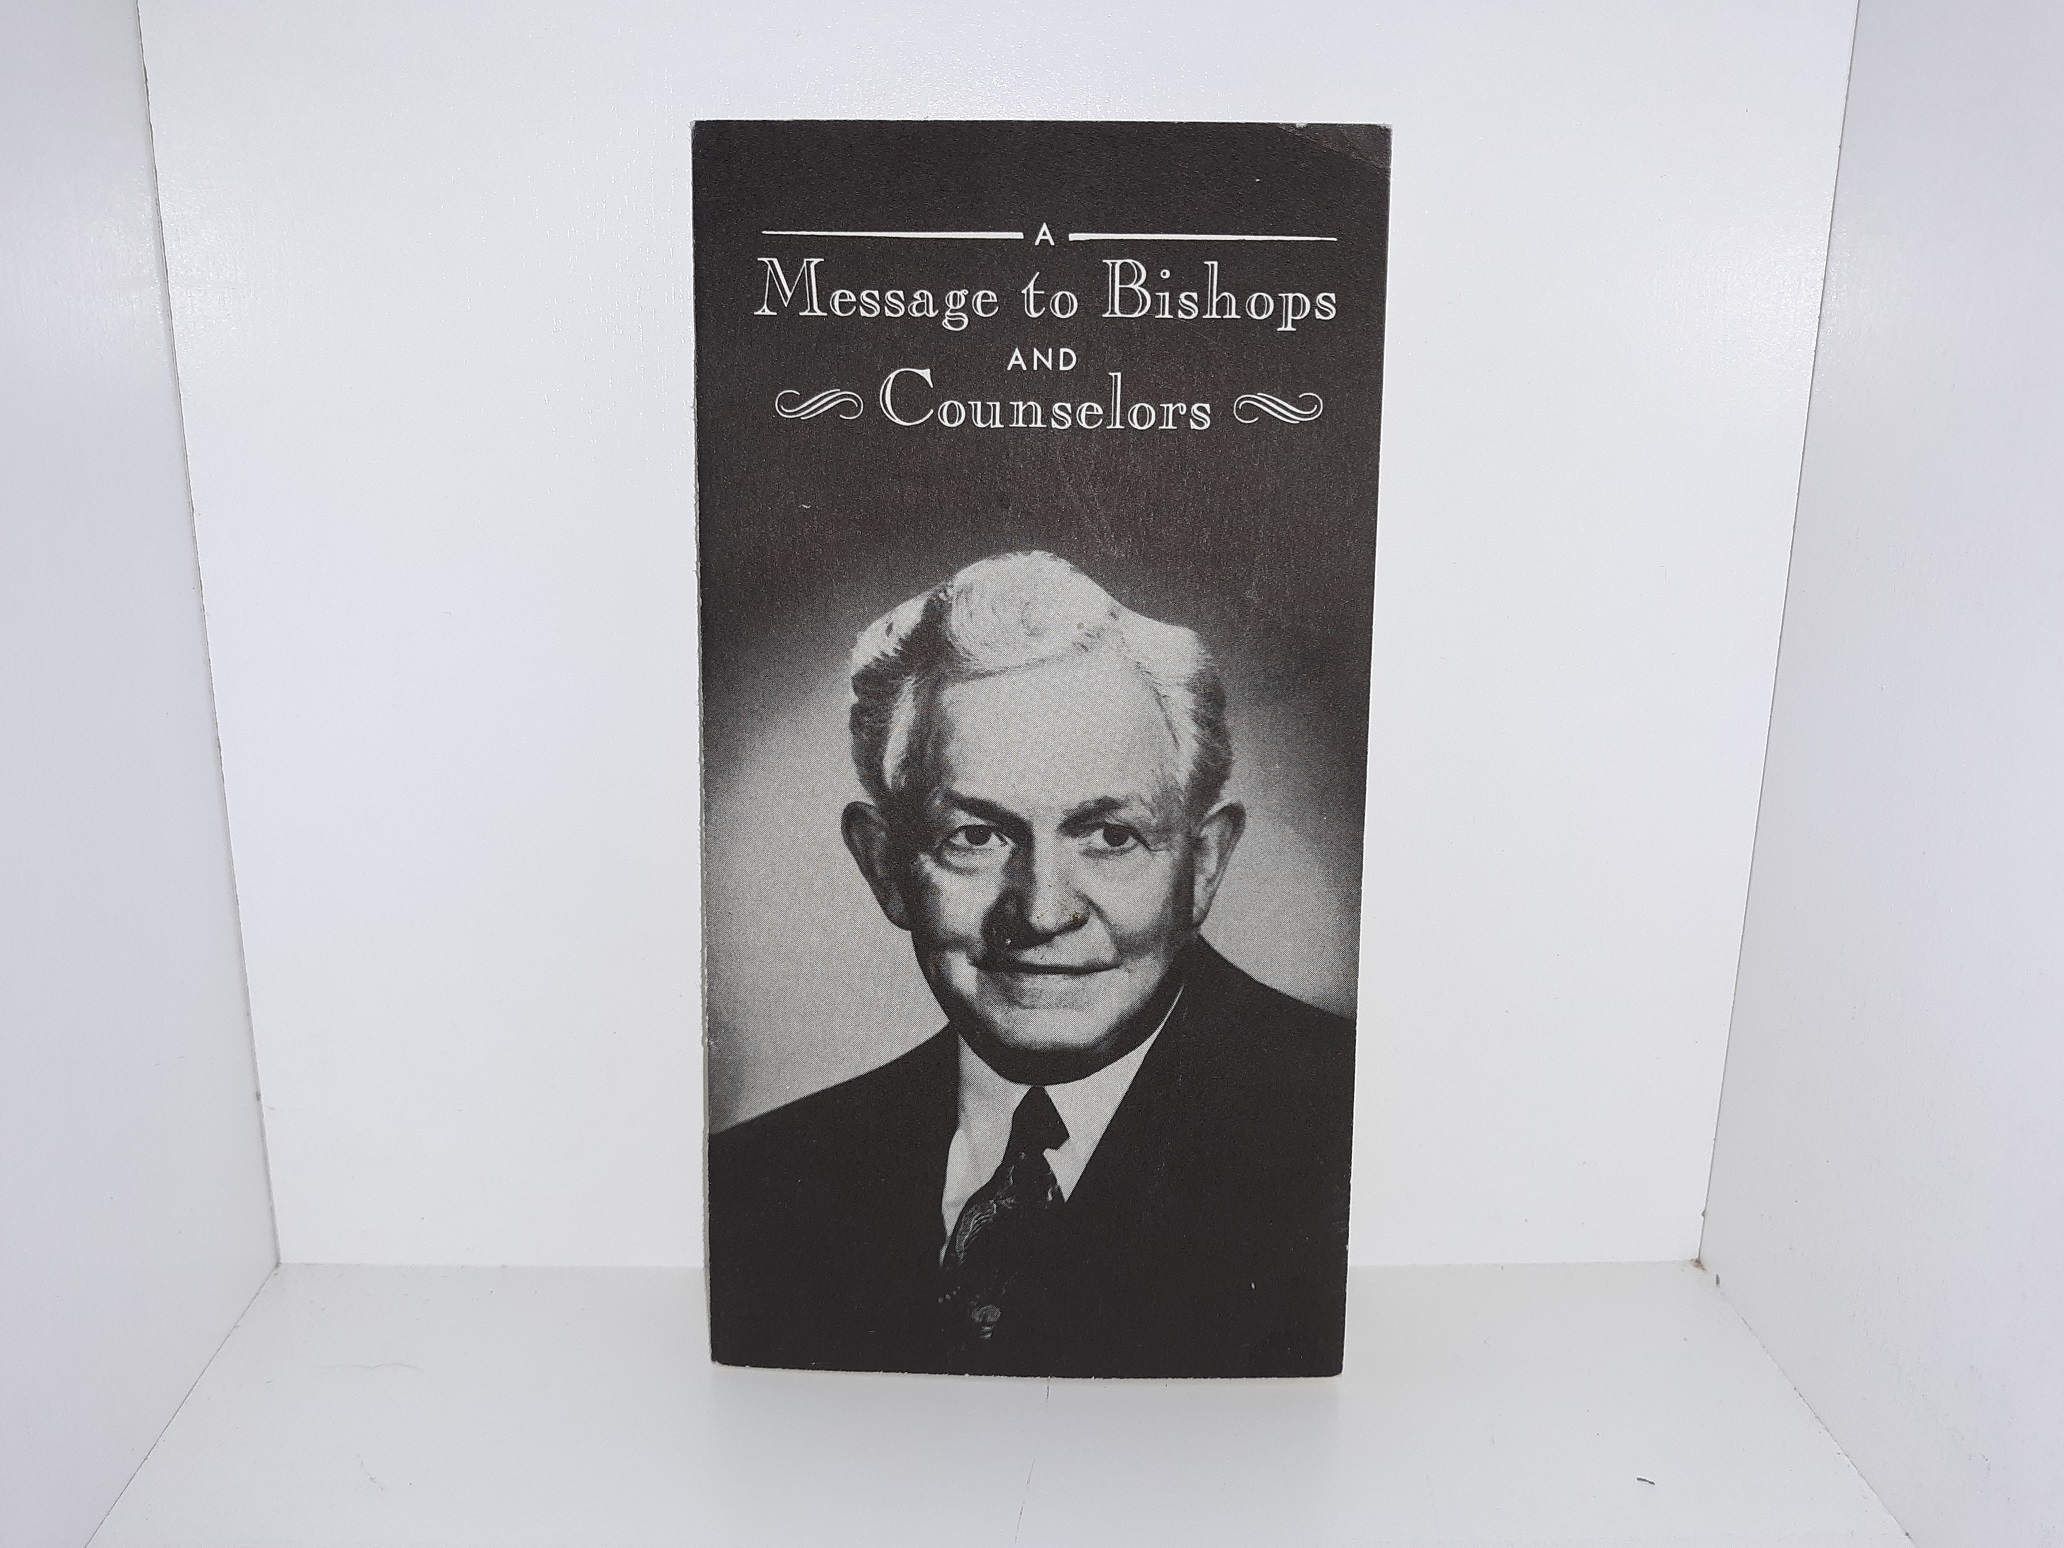 A
Message to Bishops
AND
Counselors